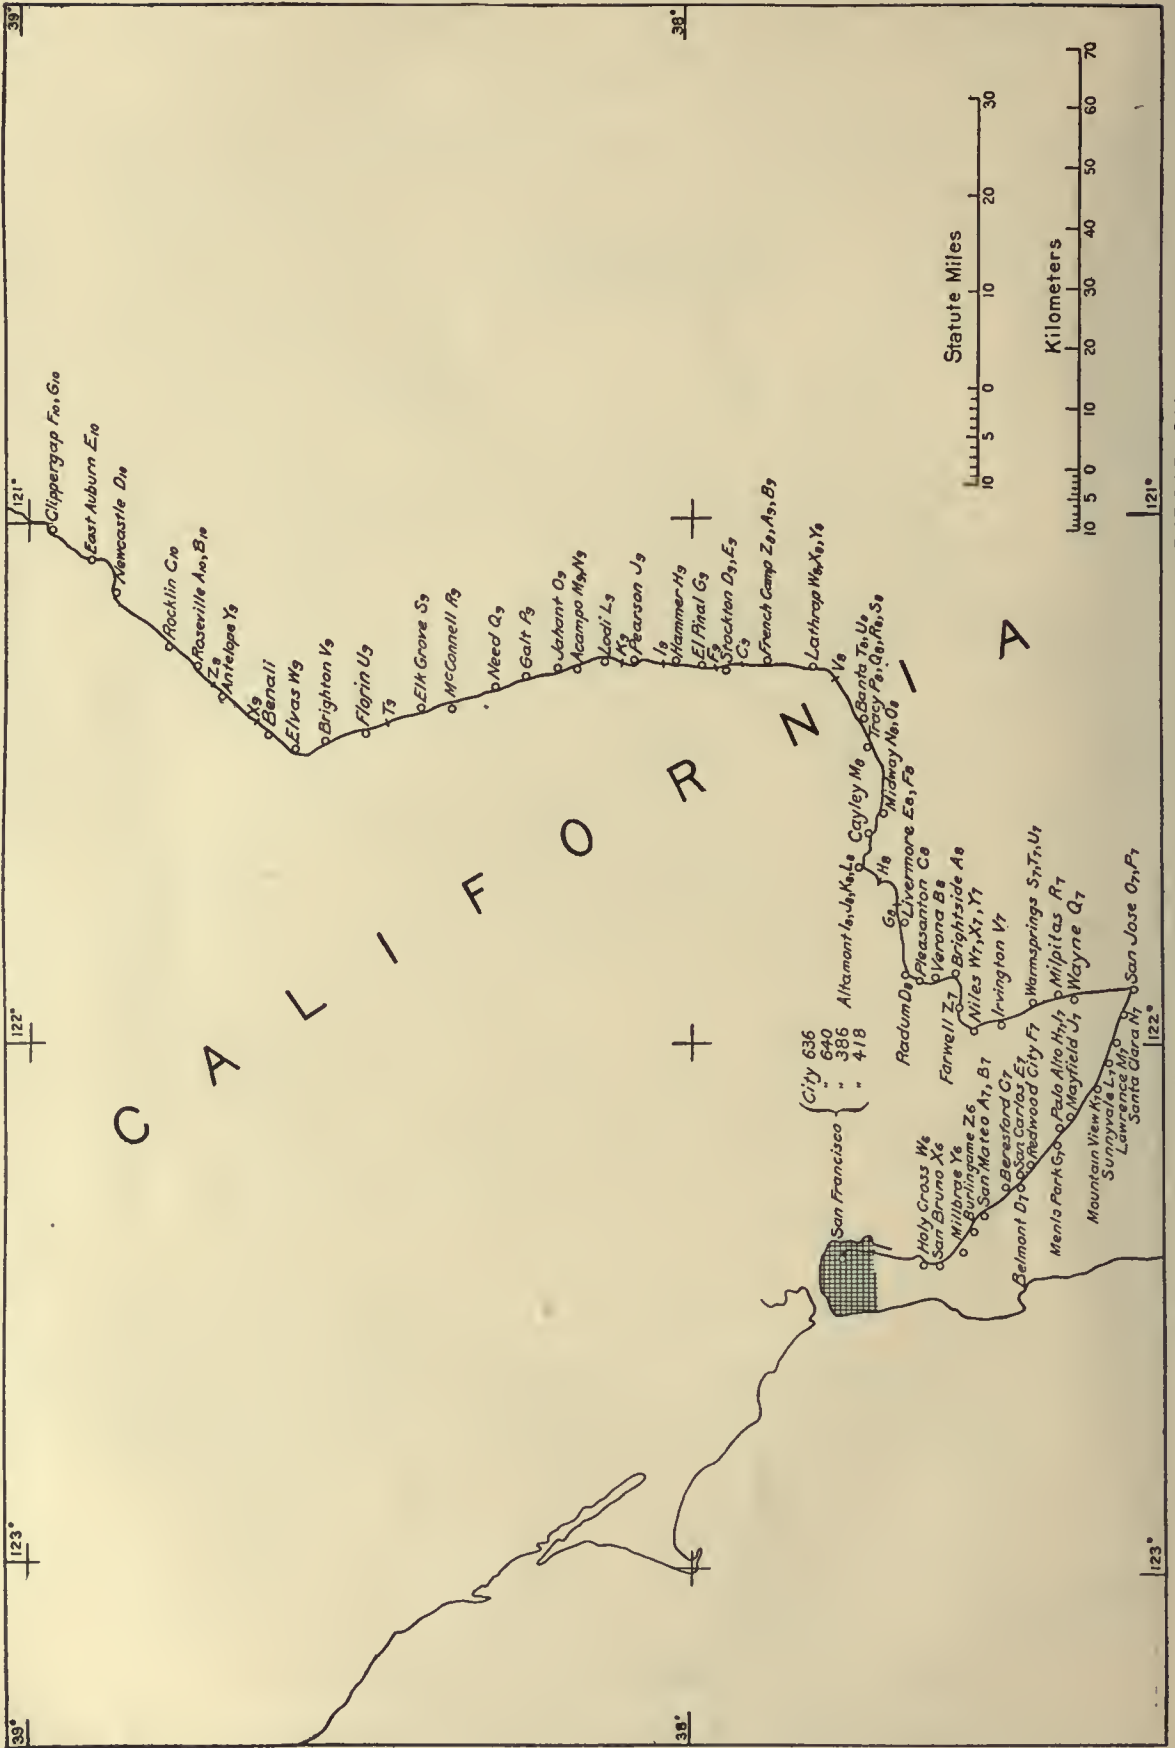 39°
38°
121°
Clippergap F10, G10
East Auburn E10
Newcastle D10
Rocklin C10
Roseville A10, B10
Z9
Antelope Y9
X9
Benali
Elvas W9
Brighton V9
Florin U9
T9
Elk Grove S9
McConnell R9
Need Q9
Galt P9
Jahant O9
Acampo M9, N9
Lodi L9
K9
Pearson J9
I9
Hammer H9
El Pinal G9
F9
Stockton D9, E9
C9
French Camp Z8, A9, B9
Lathrop W8, X8, Y8
V8
Banta T8, U8
Tracy P8, Q8, R8, S8
Midway N8, O8
Cayley M8
Altamont I8, J8, K8, L8
H8
G8
Livermore E8, F8
Radum D8
Pleasanton C8
Verona B8
Brightside A8
Farwell Z7
Niles W7, X7, Y7
Irvington V7
Warmsprings S7, T7, U7
Milpitas R7
Wayne Q7
San Jose O7, P7
Santa Clara N7
Lawrence M7
Sunnyvale L7
Mountain View K7
Mayfield J7
Palo Alto H7, I7
Menlo Park G7
Redwood City F7
San Carlos E7
Belmont D7
Beresford C7
San Mateo A7, B7
Burlingame Z6
Millbrae Y6
San Bruno X6
Holy Cross W6
San Francisco
City 636
" 640
" 386
" 418
CALIFORNIA
Statute Miles
10 5 0 10 20 30
Kilometers
10 5 0 10 20 30 40 50 60 70
122°
123°
39°
38°
123°
122°
121°